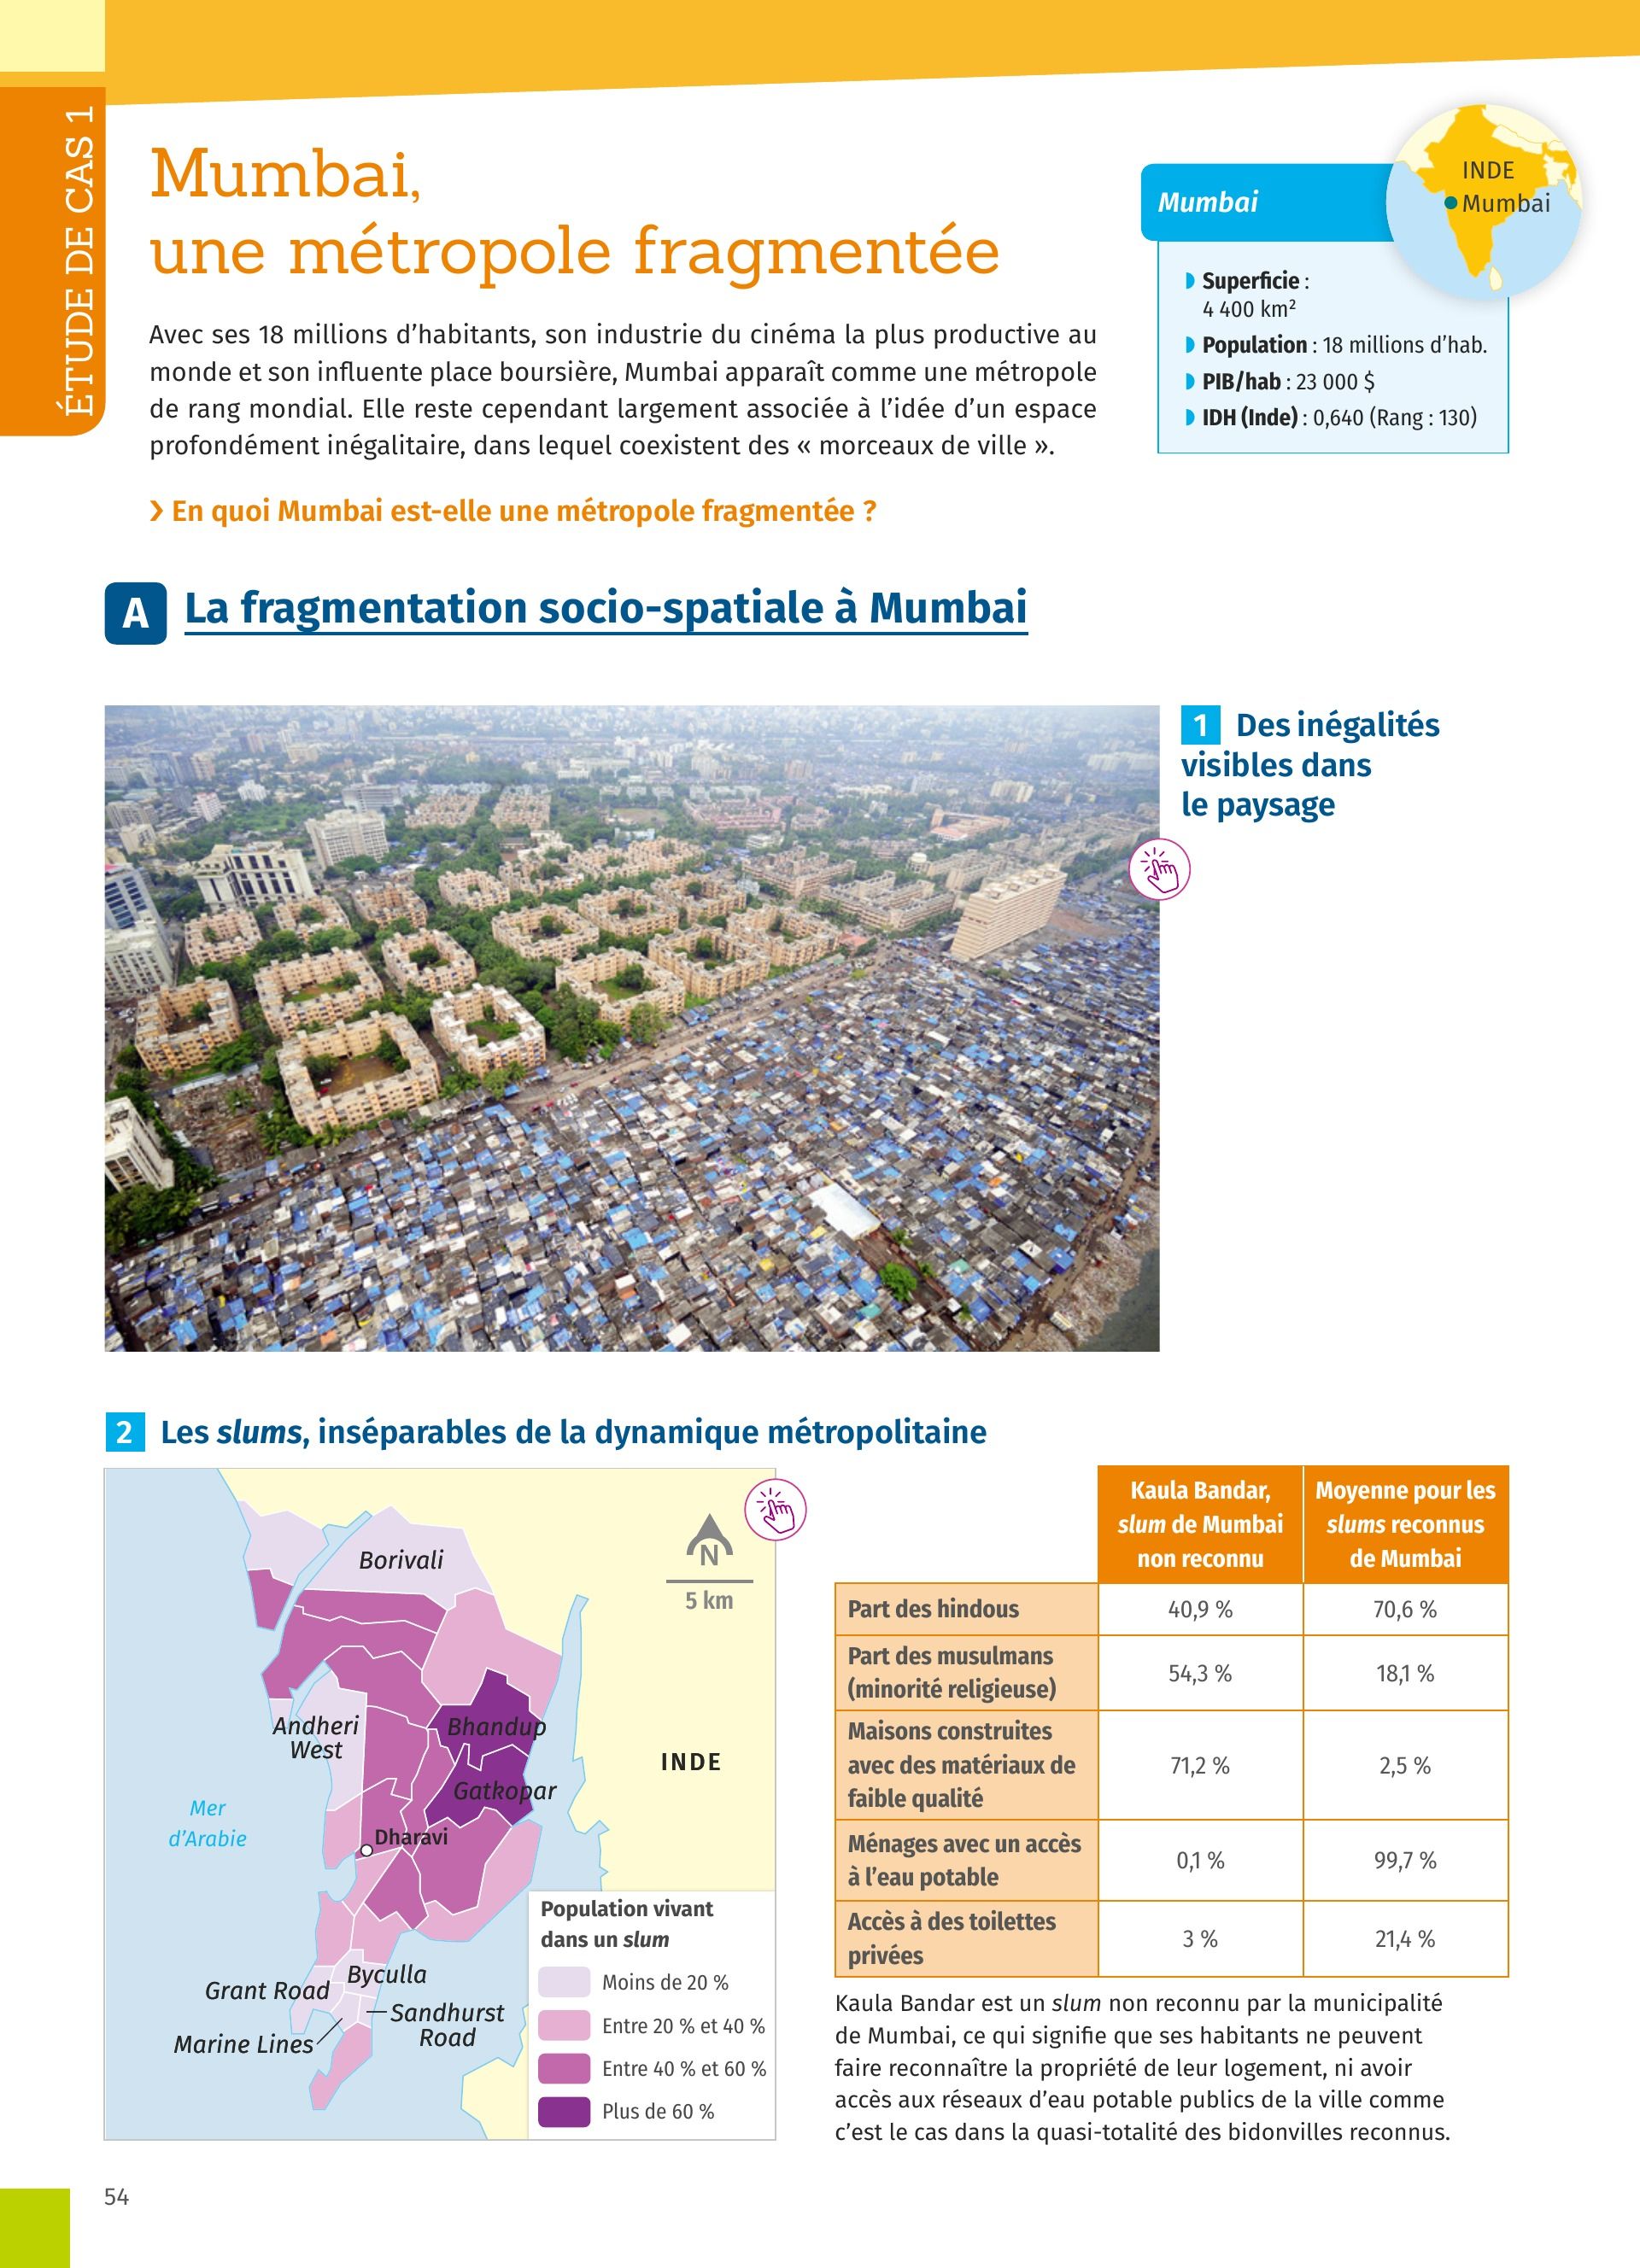 ÉTUDE DE CAS 1
Mumbai,
une métropole fragmentée
Avec ses 18 millions d’habitants, son industrie du cinéma la plus productive au
monde et son influente place boursière, Mumbai apparaît comme une métropole
de rang mondial. Elle reste cependant largement associée à l’idée d’un espace
profondément inégalitaire, dans lequel coexistent des « morceaux de ville ».
› En quoi Mumbai est-elle une métropole fragmentée ?
Mumbai
INDE
Mumbai
Superficie :
4 400 km²
Population : 18 millions d’hab.
PIB/hab : 23 000 $
IDH (Inde) : 0,640 (Rang : 130)
A La fragmentation socio-spatiale à Mumbai
1 Des inégalités
visibles dans
le paysage
2 Les slums, inséparables de la dynamique métropolitaine
N
5 km
Borivali
Andheri
West
Bhandup
Gatkopar
INDE
Mer
d’Arabie
Dharavi
Grant Road
Byculla
Sandhurst
Road
Marine Lines
Population vivant
dans un slum
Moins de 20 %
Entre 20 % et 40 %
Entre 40 % et 60 %
Plus de 60 %
Kaula Bandar,
slum de Mumbai
non reconnu
Moyenne pour les
slums reconnus
de Mumbai
Part des hindous
40,9 %
70,6 %
Part des musulmans
(minorité religieuse)
54,3 %
18,1 %
Maisons construites
avec des matériaux de
faible qualité
71,2 %
2,5 %
Ménages avec un accès
à l’eau potable
0,1 %
99,7 %
Accès à des toilettes
privées
3 %
21,4 %
Kaula Bandar est un slum non reconnu par la municipalité
de Mumbai, ce qui signifie que ses habitants ne peuvent
faire reconnaître la propriété de leur logement, ni avoir
accès aux réseaux d’eau potable publics de la ville comme
c’est le cas dans la quasi-totalité des bidonvilles reconnus.
54